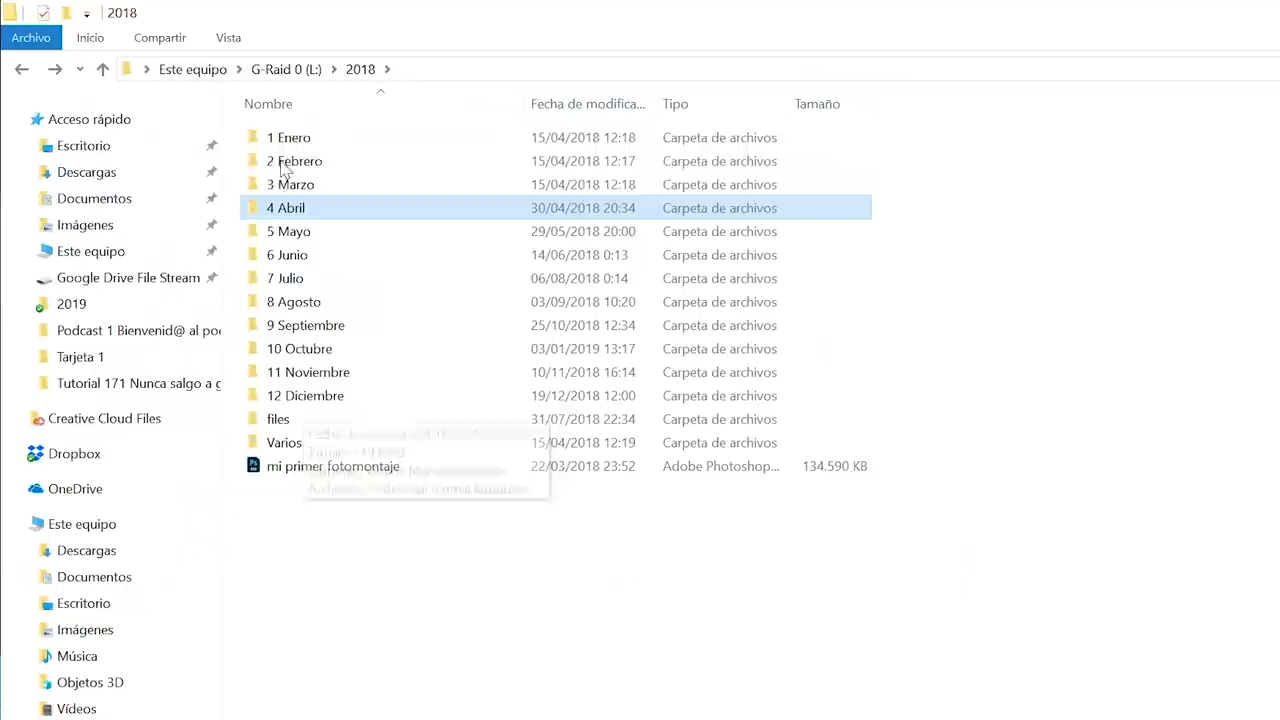 2018
Archivo Inicio Compartir Vista
Este equipo G-Raid 0 (L:) 2018
Nombre Fecha de modifica... Tipo Tamaño
Acceso rápido
Escritorio
Descargas
Documentos
Imágenes
Este equipo
Google Drive File Stream
2019
Podcast 1 Bienvenid@ al po
Tarjeta 1
Tutorial 171 Nunca salgo a g
Creative Cloud Files
Dropbox
OneDrive
Este equipo
Descargas
Documentos
Escritorio
Imágenes
Música
Objetos 3D
Vídeos
1 Enero 15/04/2018 12:18 Carpeta de archivos
2 Febrero 15/04/2018 12:17 Carpeta de archivos
3 Marzo 15/04/2018 12:18 Carpeta de archivos
4 Abril 30/04/2018 20:34 Carpeta de archivos
5 Mayo 29/05/2018 20:00 Carpeta de archivos
6 Junio 14/06/2018 0:13 Carpeta de archivos
7 Julio 06/08/2018 0:14 Carpeta de archivos
8 Agosto 03/09/2018 10:20 Carpeta de archivos
9 Septiembre 25/10/2018 12:34 Carpeta de archivos
10 Octubre 03/01/2019 13:17 Carpeta de archivos
11 Noviembre 10/11/2018 16:14 Carpeta de archivos
12 Diciembre 19/12/2018 12:00 Carpeta de archivos
files 31/07/2018 22:34 Carpeta de archivos
Varios 15/04/2018 12:19 Carpeta de archivos
mi primer fotomontaje 22/03/2018 23:52 Adobe Photoshop... 134.590 KB